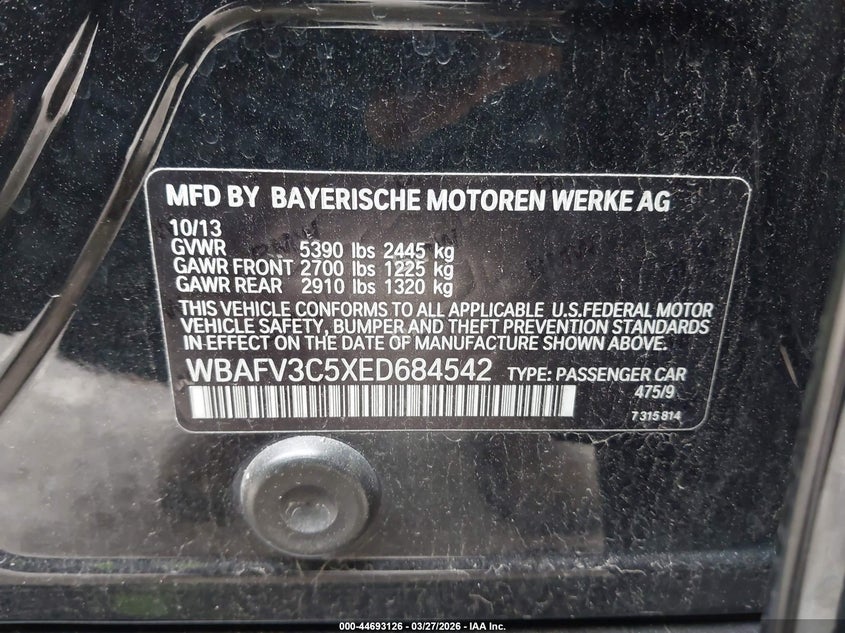 MFD BY BAYERISCHE MOTOREN WERKE AG
10/13
GVWR 5390 lbs 2445 kg
GAWR FRONT 2700 lbs 1225 kg
GAWR REAR 2910 lbs 1320 kg
THIS VEHICLE CONFORMS TO ALL APPLICABLE U.S.FEDERAL MOTOR
VEHICLE SAFETY, BUMPER AND THEFT PREVENTION STANDARDS
IN EFFECT ON THE DATE OF MANUFACTURE SHOWN ABOVE.
WBAFV3C5XED684542 TYPE: PASSENGER CAR
475/9
7 315 814
000-44693126 - 03/27/2026 - IAA Inc.